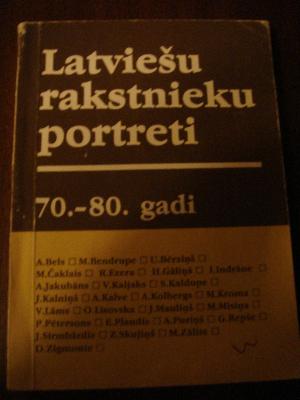 Latviešu
rakstnieku
portreti
70.-80. gadi
A.Bels □ M.Bendrupe □ U.Bērziņš
M.Čaklais □ R.Ezera □ H.Gāliņš □ I.Indrāne □
A.Jakubāns □ V.Kaijaks □ S.Kaldupe □
J.Kalniņš □ A.Kalve □ A.Kolbergs □ M.Kroma □
V.Lāms □ O.Lisovska □ J.Mauliņš □ M.Misiņa □
P.Pētersons □ E.Plaudis □ A.Puriņš □ G.Repše □
J.Strodiņš □ Z.Skujiņš □ M.Zālīte □
O.Zigmonte □